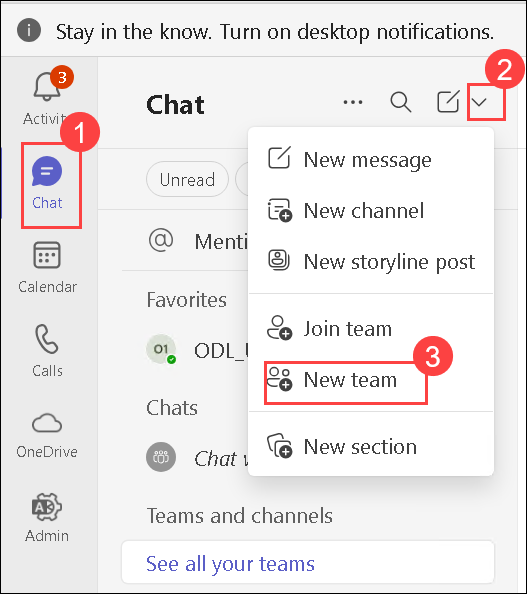 Stay in the know. Turn on desktop notifications.
3
Activit
1
Chat
Calendar
Calls
OneDrive
Admin
Chat
2
Unread
Menti
Favorites
O1
ODL_U
Chats
Chat
Teams and channels
See all your teams
New message
New channel
New storyline post
Join team
3
New team
New section